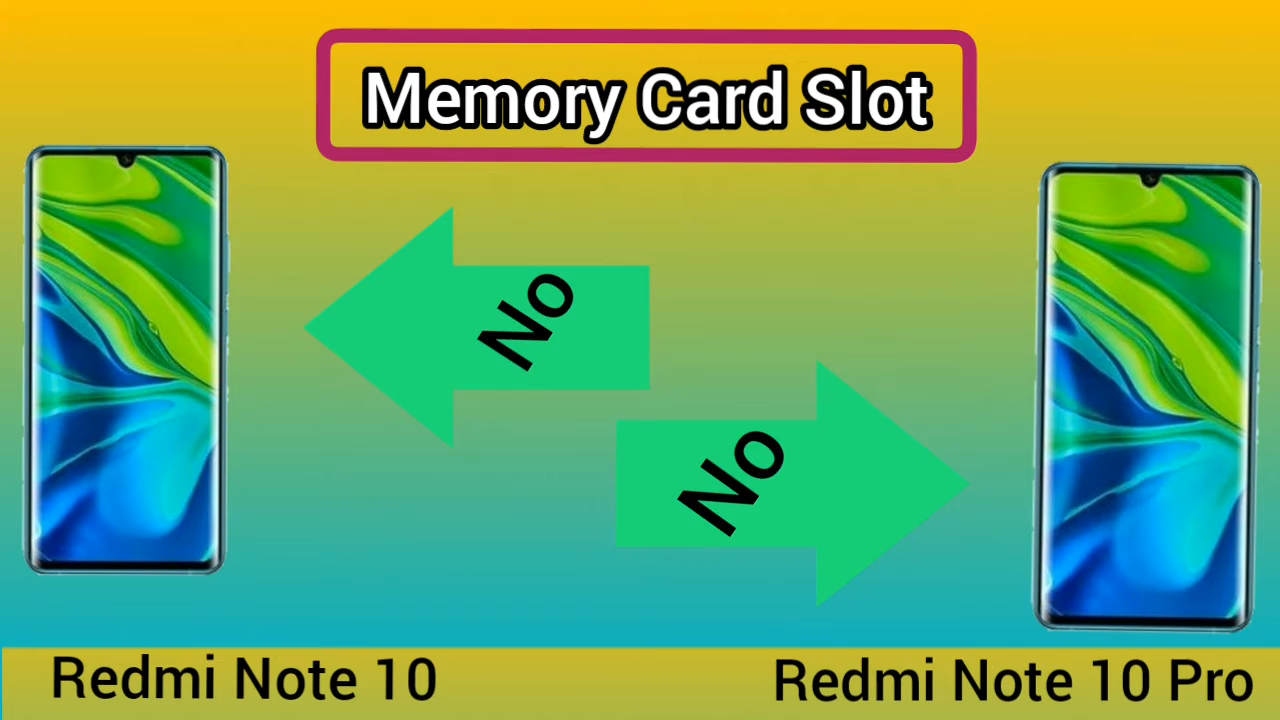 Memory Card Slot
No
No
Redmi Note 10
Redmi Note 10 Pro